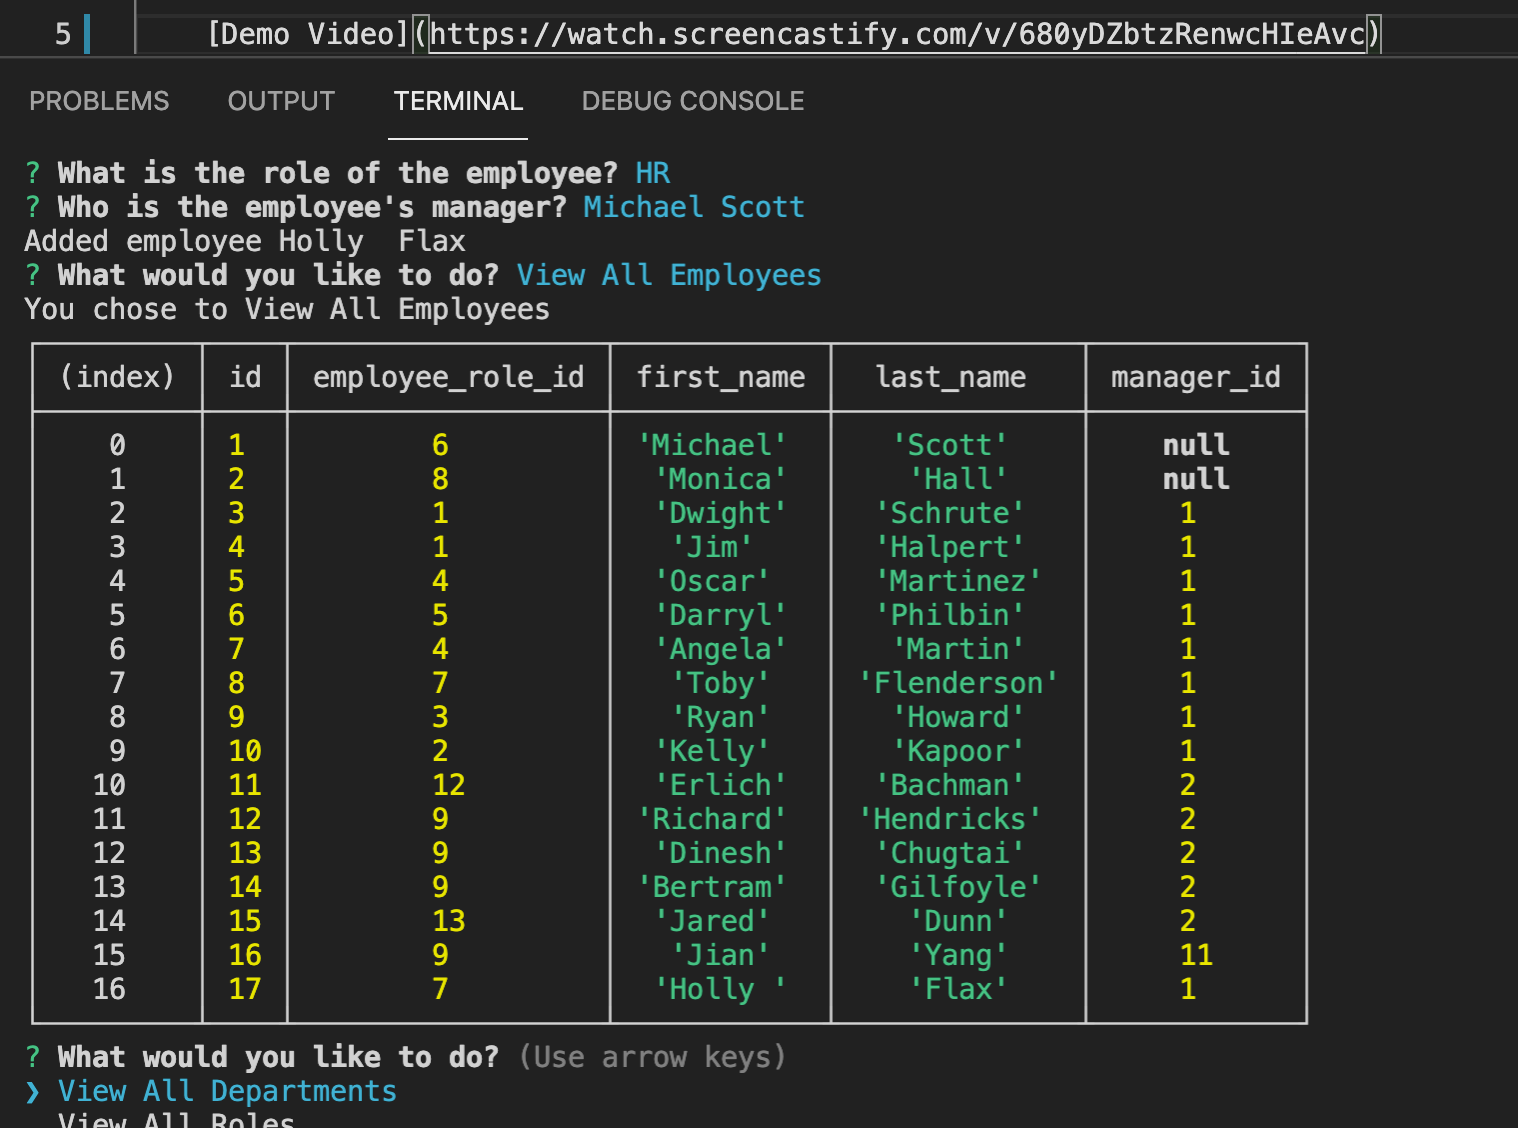 5 [Demo Video](https://watch.screencastify.com/v/680yDZbtzRenwcHIeAvc)
PROBLEMS OUTPUT TERMINAL DEBUG CONSOLE
? What is the role of the employee? HR
? Who is the employee's manager? Michael Scott
Added employee Holly  Flax
? What would you like to do? View All Employees
You chose to View All Employees
(index) id employee_role_id first_name last_name manager_id
0 1 6 'Michael' 'Scott' null
1 2 8 'Monica' 'Hall' null
2 3 1 'Dwight' 'Schrute' 1
3 4 1 'Jim' 'Halpert' 1
4 5 4 'Oscar' 'Martinez' 1
5 6 5 'Darryl' 'Philbin' 1
6 7 4 'Angela' 'Martin' 1
7 8 7 'Toby' 'Flenderson' 1
8 9 3 'Ryan' 'Howard' 1
9 10 2 'Kelly' 'Kapoor' 1
10 11 12 'Erlich' 'Bachman' 2
11 12 9 'Richard' 'Hendricks' 2
12 13 9 'Dinesh' 'Chugtai' 2
13 14 9 'Bertram' 'Gilfoyle' 2
14 15 13 'Jared' 'Dunn' 2
15 16 9 'Jian' 'Yang' 11
16 17 7 'Holly ' 'Flax' 1
? What would you like to do? (Use arrow keys)
❯ View All Departments
View All Roles